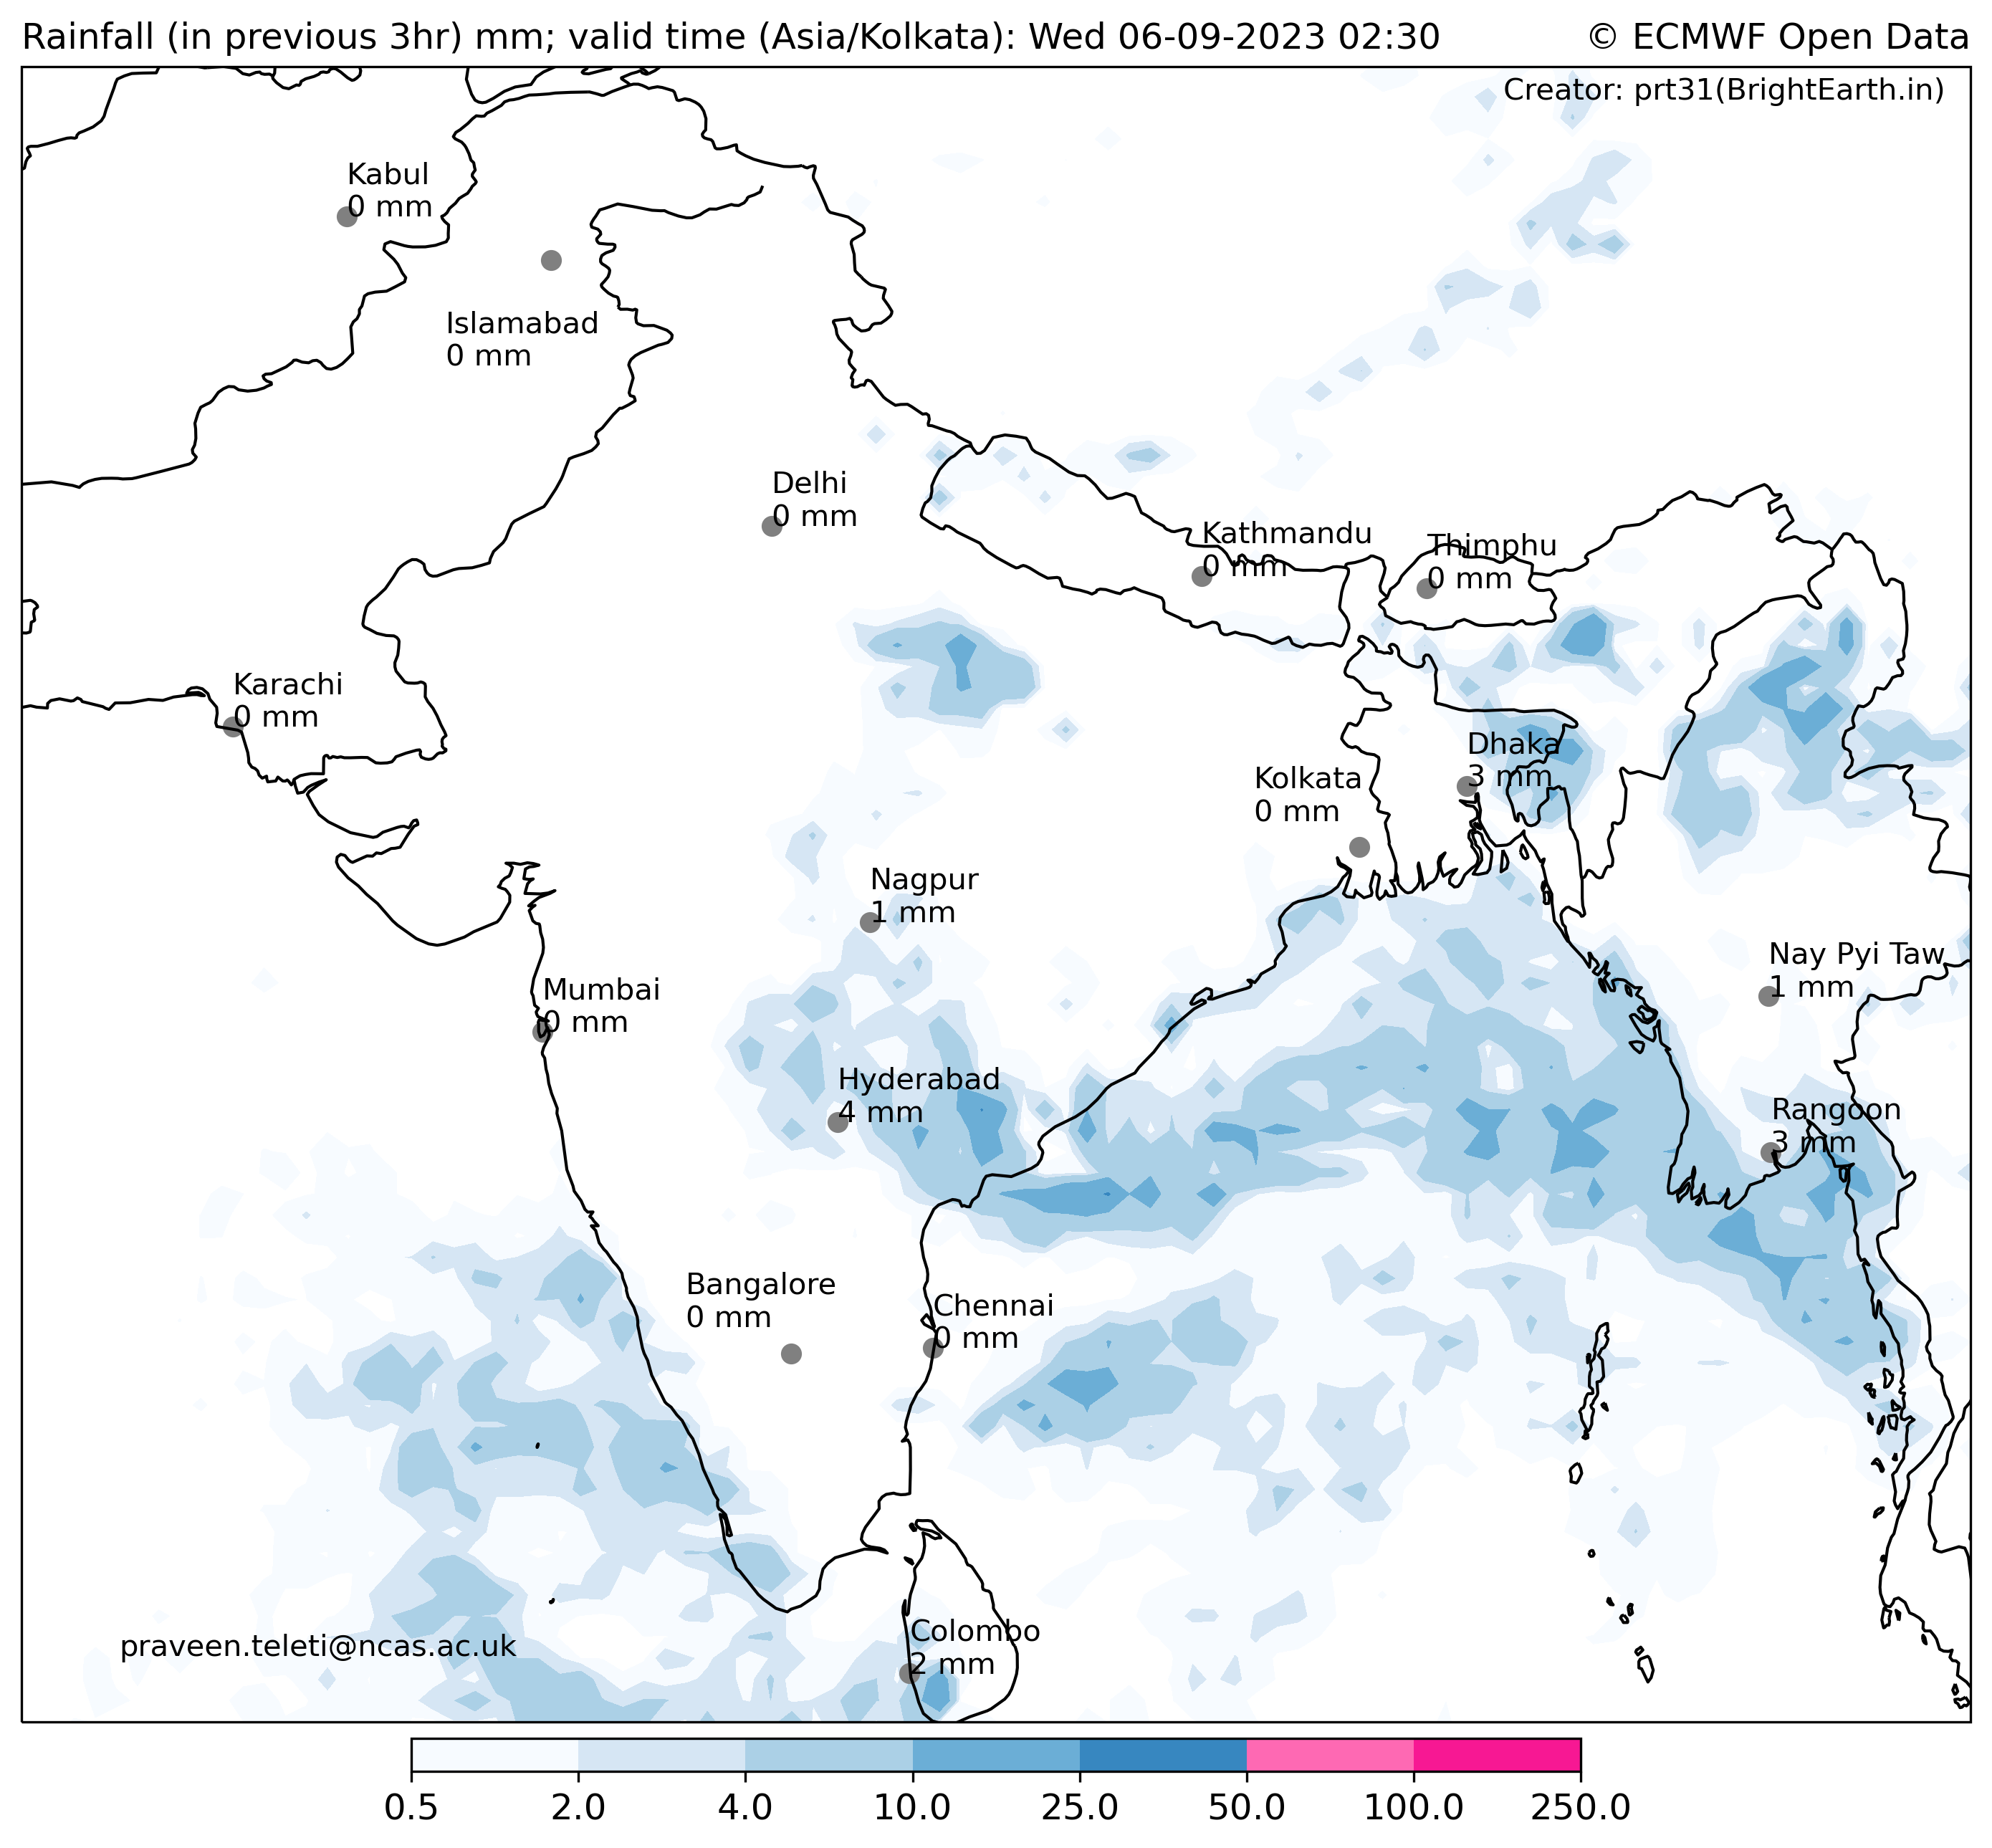 Rainfall (in previous 3hr) mm; valid time (Asia/Kolkata): Wed 06-09-2023 02:30
© ECMWF Open Data
Creator: prt31(BrightEarth.in)
Kabul
0 mm
Islamabad
0 mm
Delhi
0 mm
Kathmandu
0 mm
Thimphu
0 mm
Karachi
0 mm
Dhaka
3 mm
Kolkata
0 mm
Nagpur
1 mm
Nay Pyi Taw
1 mm
Mumbai
0 mm
Hyderabad
4 mm
Rangoon
3 mm
Bangalore
0 mm
Chennai
0 mm
Colombo
2 mm
praveen.teleti@ncas.ac.uk
0.5 2.0 4.0 10.0 25.0 50.0 100.0 250.0